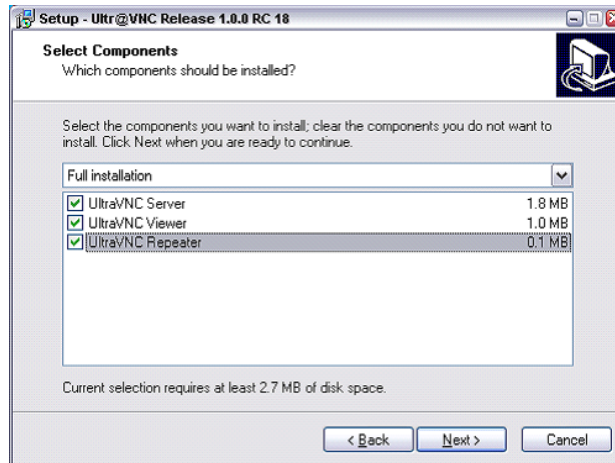 Setup - Ultr@VNC Release 1.0.0 RC 18
Select Components
Which components should be installed?
Select the components you want to install; clear the components you do not want to
install. Click Next when you are ready to continue.
Full installation
UltraVNC Server 1.8 MB
UltraVNC Viewer 1.0 MB
UltraVNC Repeater 0.1 MB
Current selection requires at least 2.7 MB of disk space.
< Back Next > Cancel